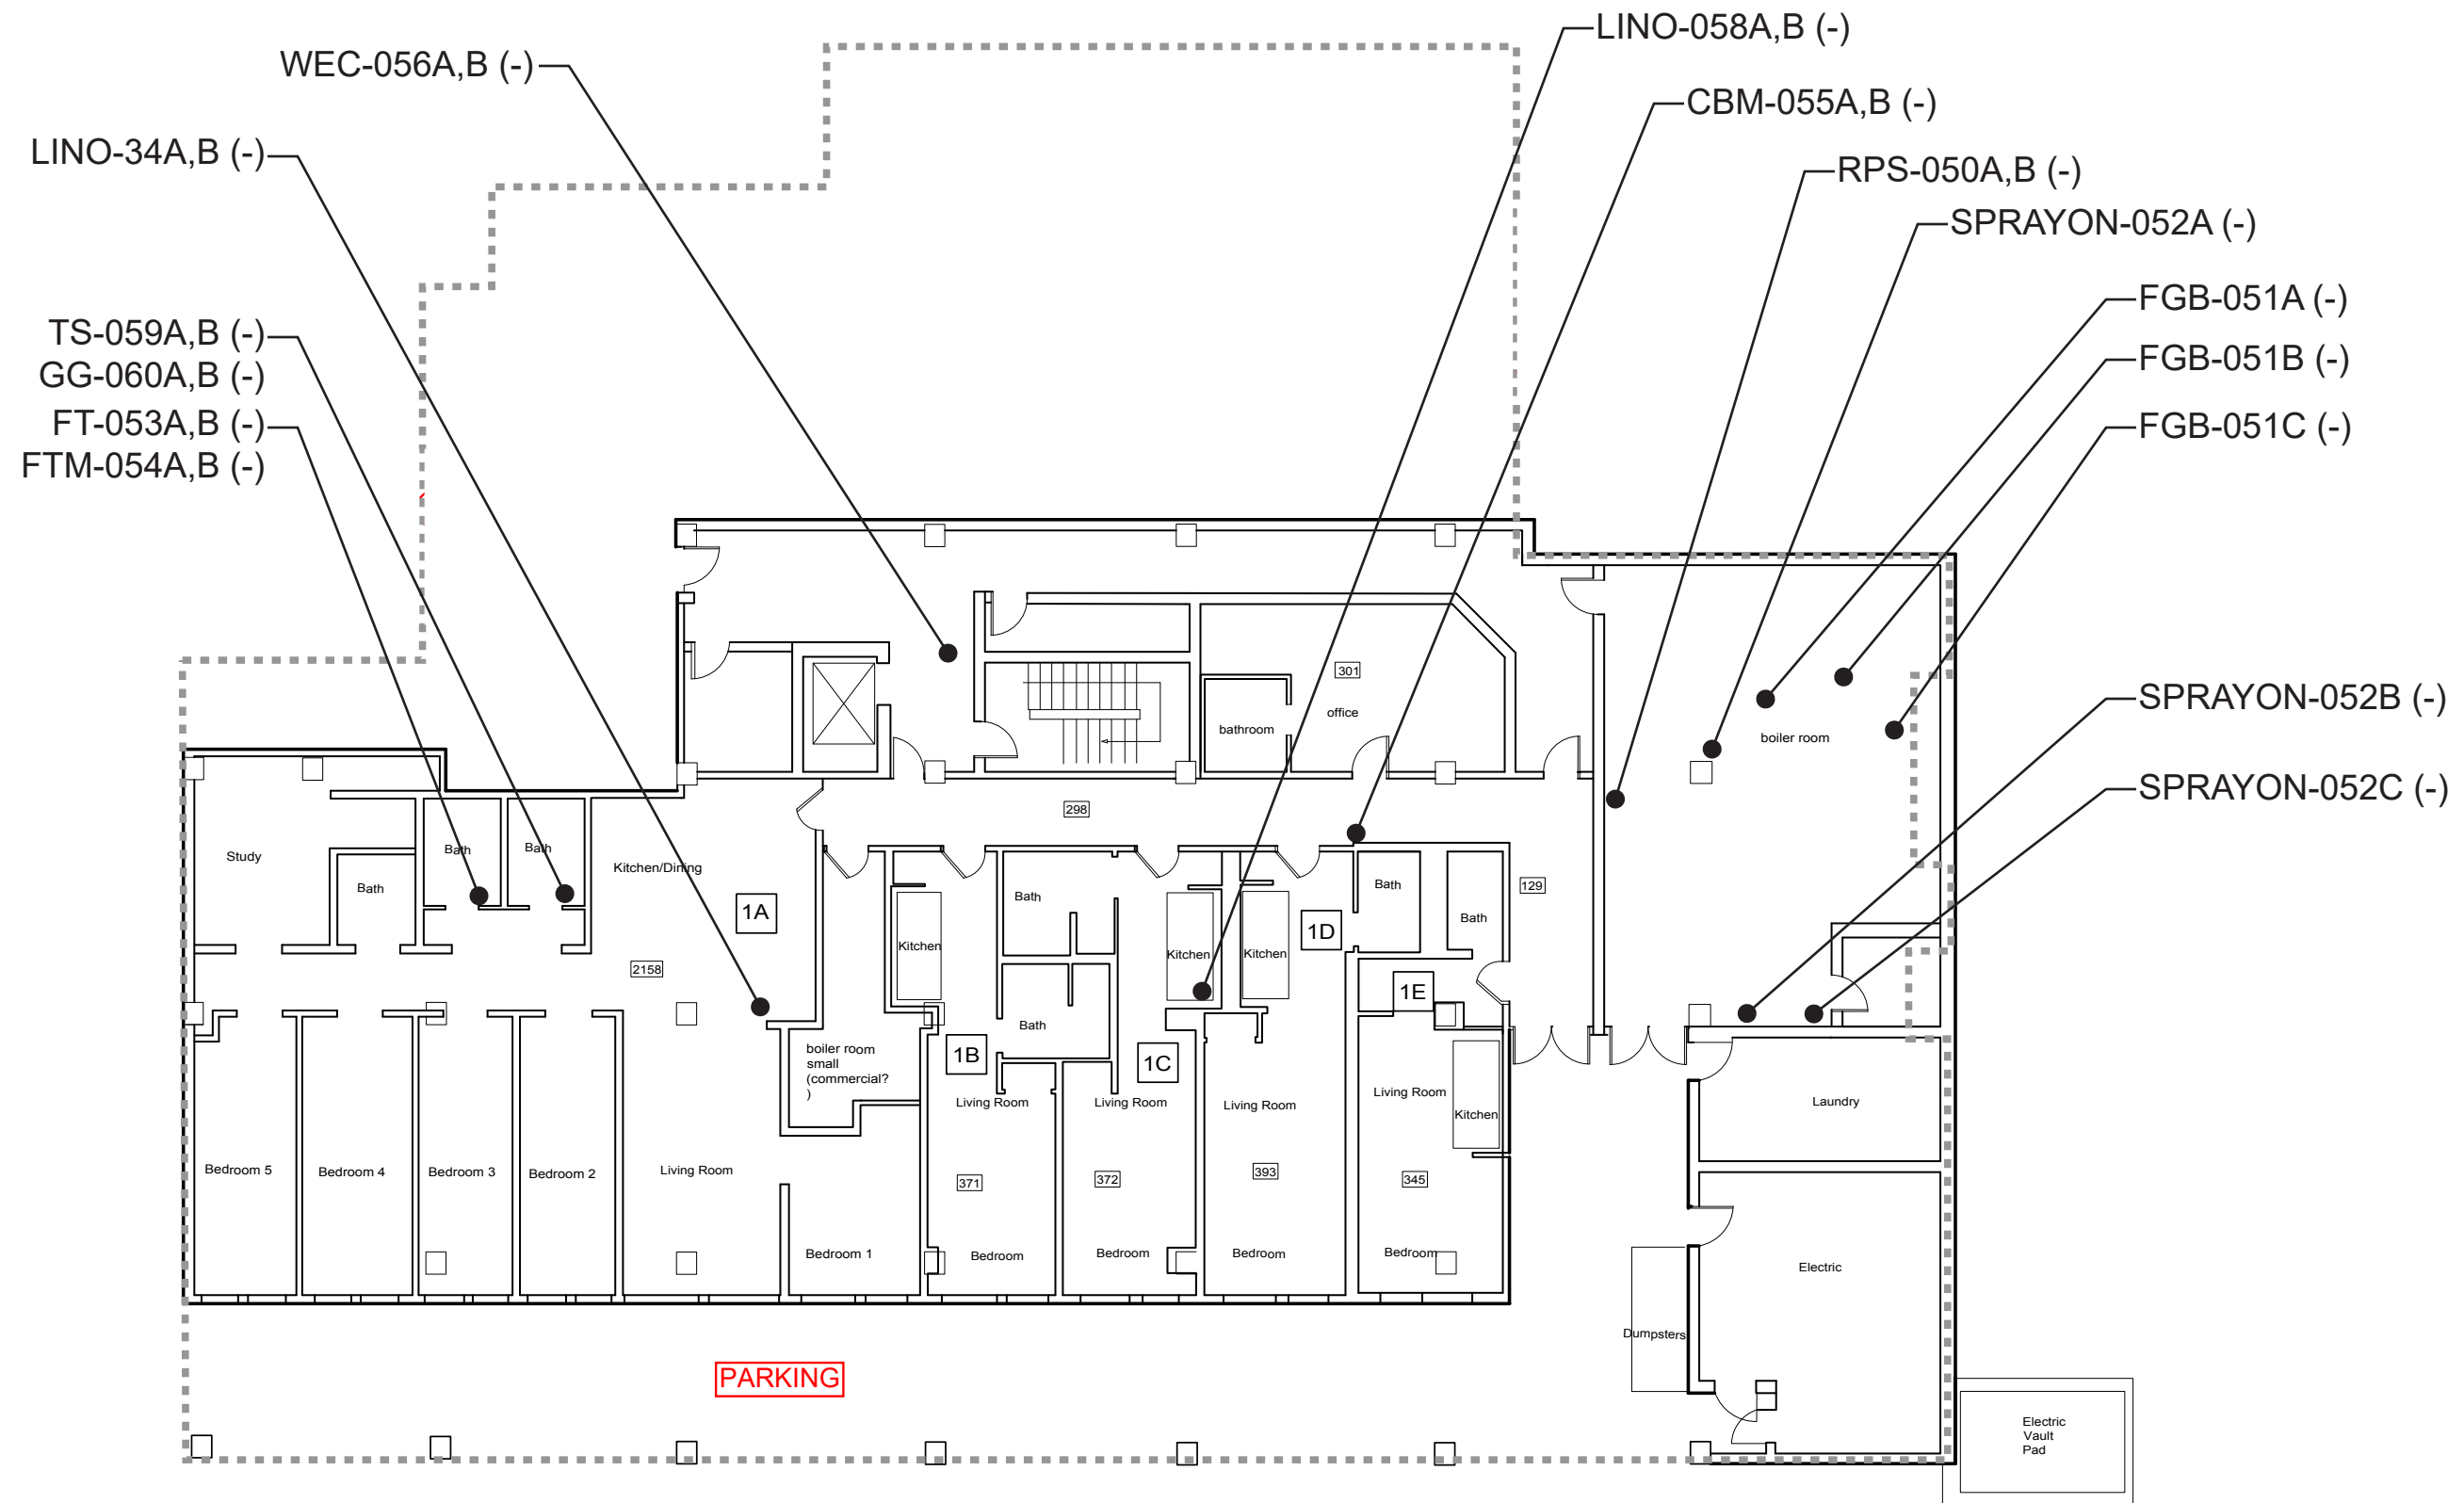 LINO-058A,B (-)
WEC-056A,B (-)
CBM-055A,B (-)
LINO-34A,B (-)
RPS-050A,B (-)
SPRAYON-052A (-)
FGB-051A (-)
TS-059A,B (-)
FGB-051B (-)
GG-060A,B (-)
FT-053A,B (-)
FGB-051C (-)
FTM-054A,B (-)
301
SPRAYON-052B (-)
office
bathroom
boiler room
SPRAYON-052C (-)
298
Bath
Bath
Study
Kitchen/Dining
Bath
Bath
Bath
129
Bath
1A
Bath
1D
Kitchen
Kitchen
Kitchen
2158
1E
Bath
boiler room
small
(commercial?
)
1B
1C
Living Room
Living Room
Living Room
Living Room
Kitchen
Laundry
Bedroom 5
Bedroom 4
Bedroom 3
Bedroom 2
Living Room
371
372
393
345
Bedroom 1
Bedroom
Bedroom
Bedroom
Bedroom
Electric
Dumpsters
PARKING
Electric
Vault
Pad